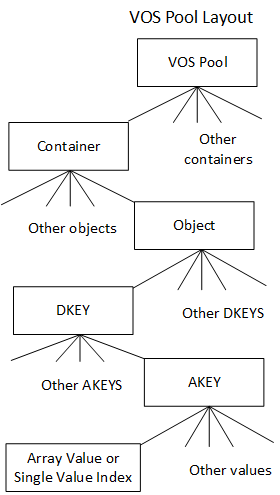 VOS Pool Layout
VOS Pool
Other
containers
Container
Other objects
Object
Other DKEYS
DKEY
Other AKEYS
AKEY
Array Value or
Single Value Index
Other values